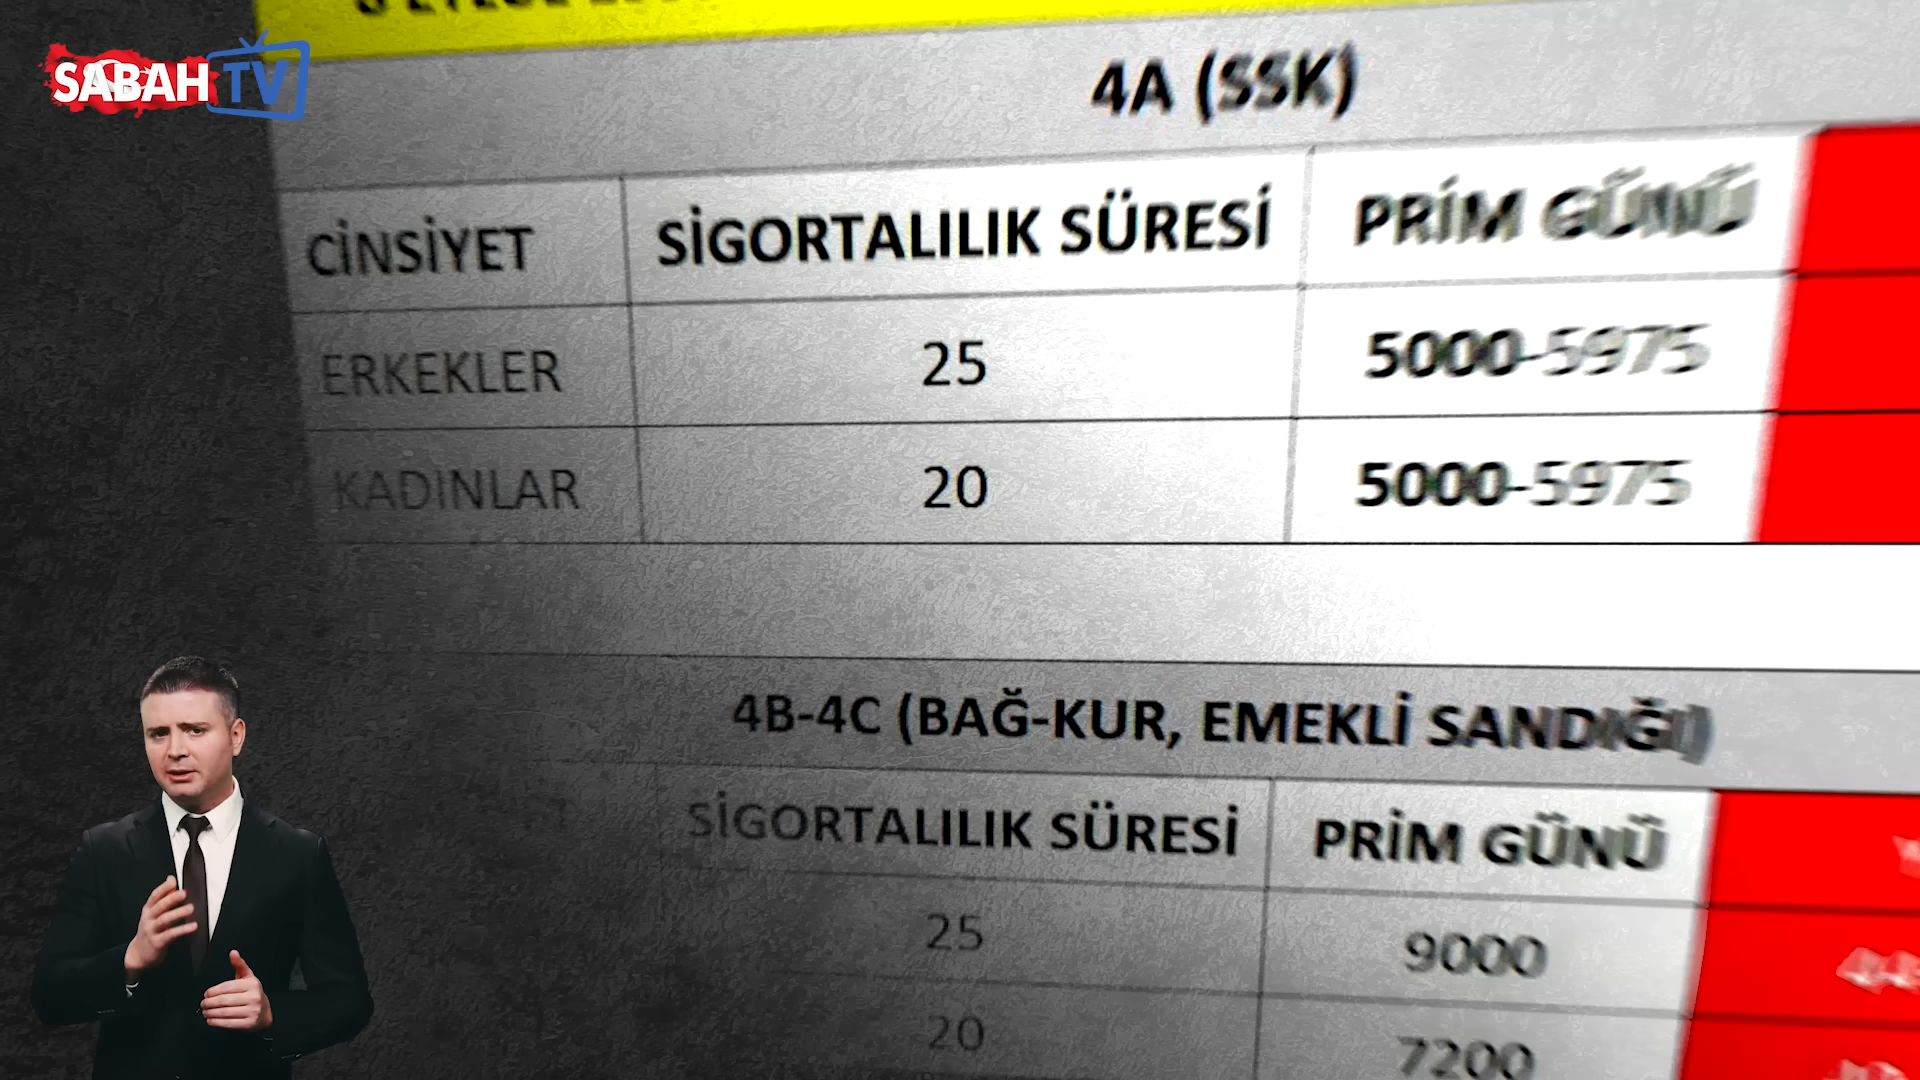 SABAH TV
4A (SSK)
CİNSİYET SİGORTALILIK SÜRESİ PRİM GÜNÜ
ERKEKLER 25 5000-5975
KADINLAR 20 5000-5975
4B-4C (BAĞ-KUR, EMEKLİ SANDIĞI)
SİGORTALILIK SÜRESİ PRİM GÜNÜ
25 9000
20 7200